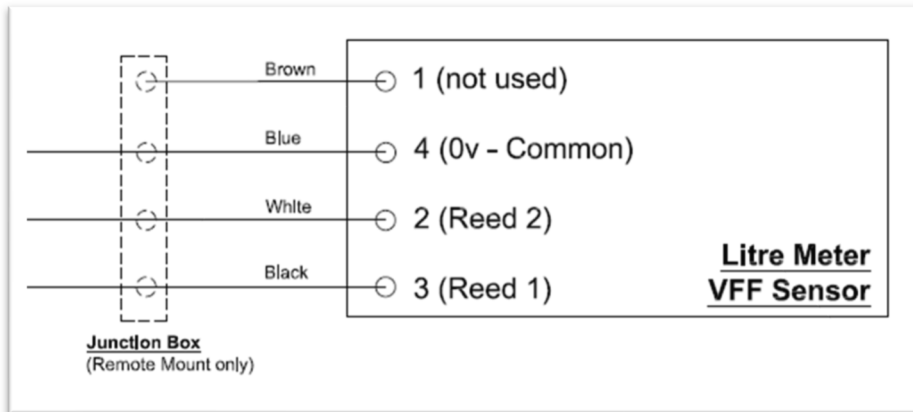 Brown
1 (not used)
Blue
4 (0v - Common)
White
2 (Reed 2)
Black
3 (Reed 1)
Litre Meter
VFF Sensor
Junction Box
(Remote Mount only)